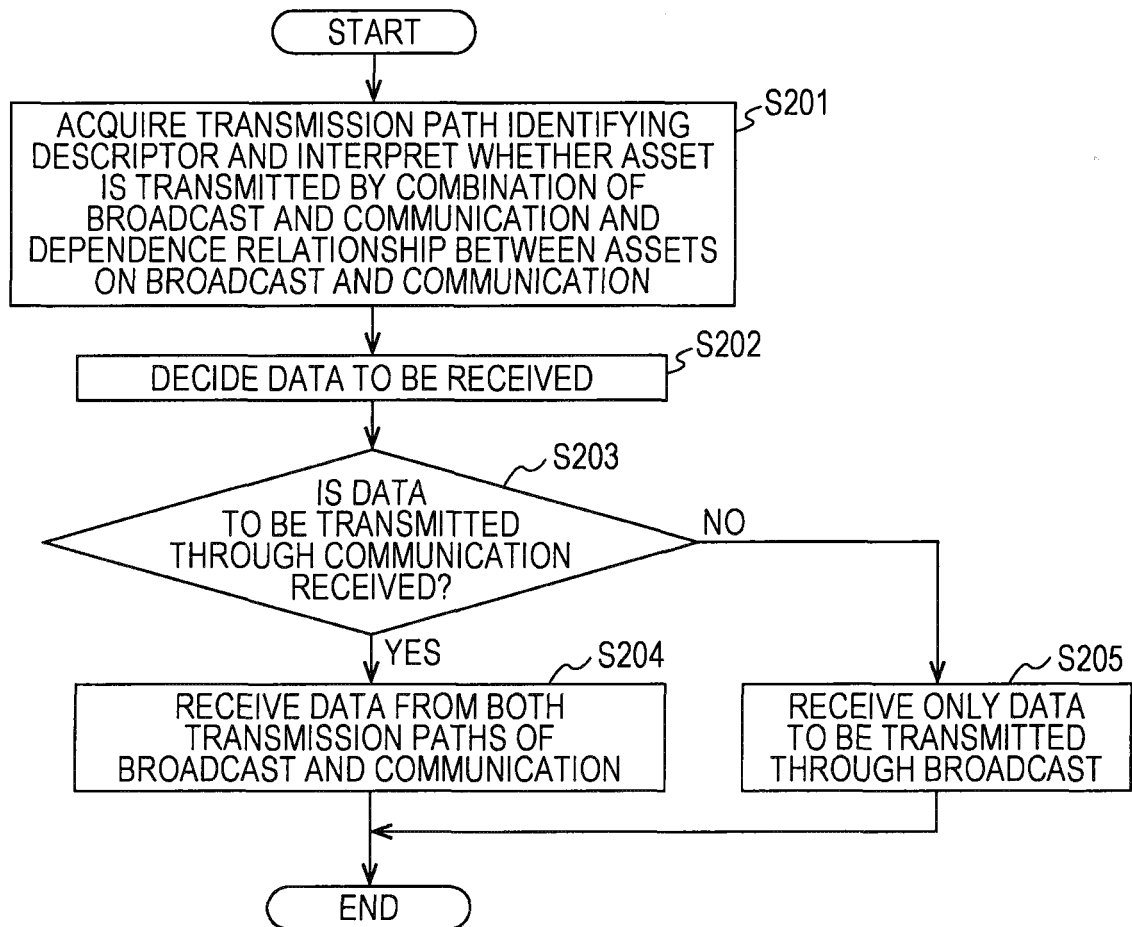 START
S201
ACQUIRE TRANSMISSION PATH IDENTIFYING
DESCRIPTOR AND INTERPRET WHETHER ASSET
IS TRANSMITTED BY COMBINATION OF
BROADCAST AND COMMUNICATION AND
DEPENDENCE RELATIONSHIP BETWEEN ASSETS
ON BROADCAST AND COMMUNICATION
S202
DECIDE DATA TO BE RECEIVED
S203
IS DATA
TO BE TRANSMITTED
THROUGH COMMUNICATION
RECEIVED?
NO
YES
S204
RECEIVE DATA FROM BOTH
TRANSMISSION PATHS OF
BROADCAST AND COMMUNICATION
S205
RECEIVE ONLY DATA
TO BE TRANSMITTED
THROUGH BROADCAST
END